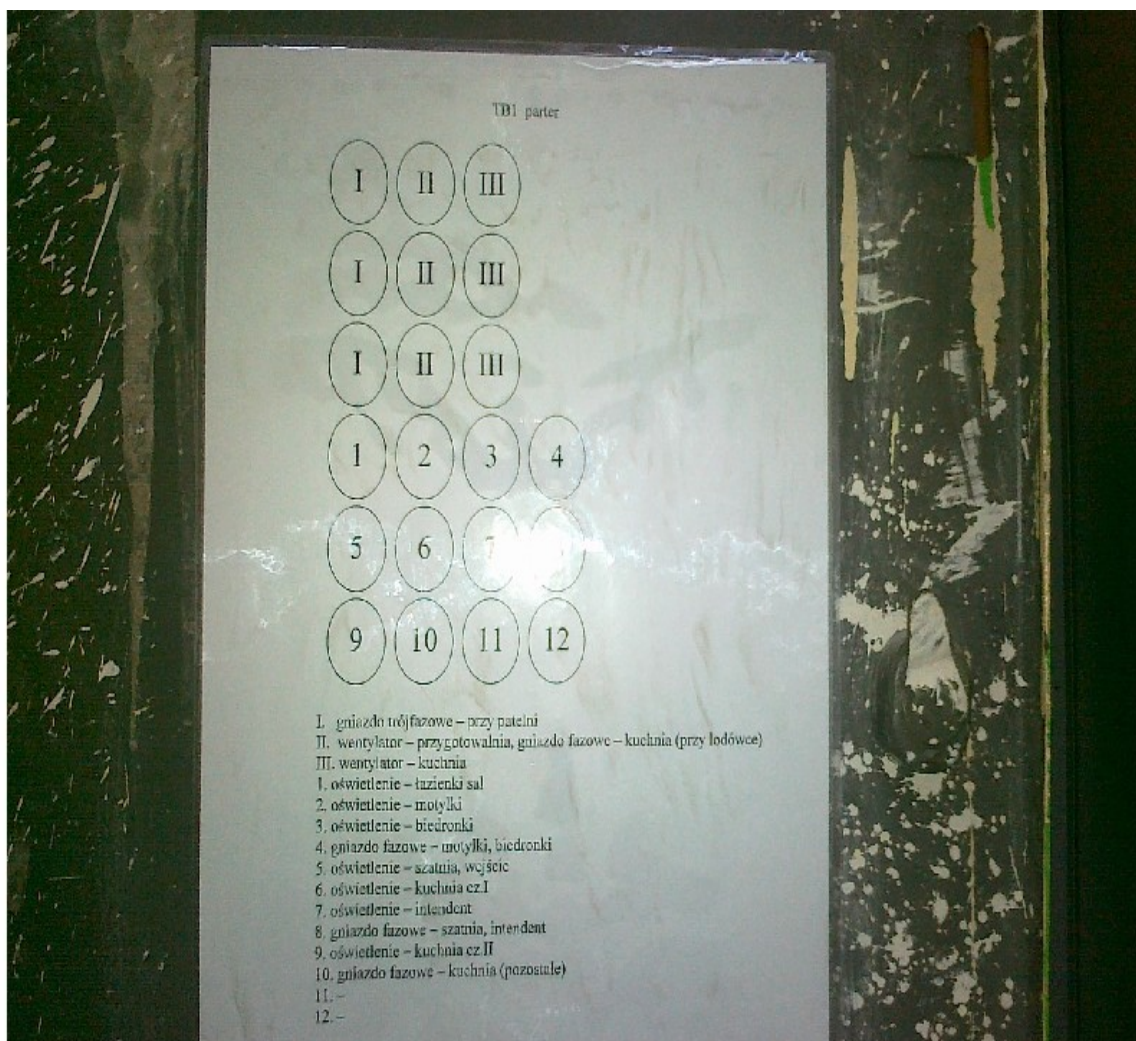 TB1 parter
I II III
I II III
I II III
1 2 3 4
5 6 7
9 10 11 12
I. gniazdo trójfazowe – przy patelni
II. wentylator – przygotowalnia, gniazdo fazowe – kuchnia (przy lodówce)
III. wentylator – kuchnia
1. oświetlenie – łazienki sal
2. oświetlenie – motylki
3. oświetlenie – biedronki
4. gniazdo fazowe – motylki, biedronki
5. oświetlenie – szatnia, wejście
6. oświetlenie – kuchnia cz.I
7. oświetlenie – intendent
8. gniazdo fazowe – szatnia, intendent
9. oświetlenie – kuchnia cz.II
10. gniazdo fazowe – kuchnia (pozostałe)
11. –
12. –